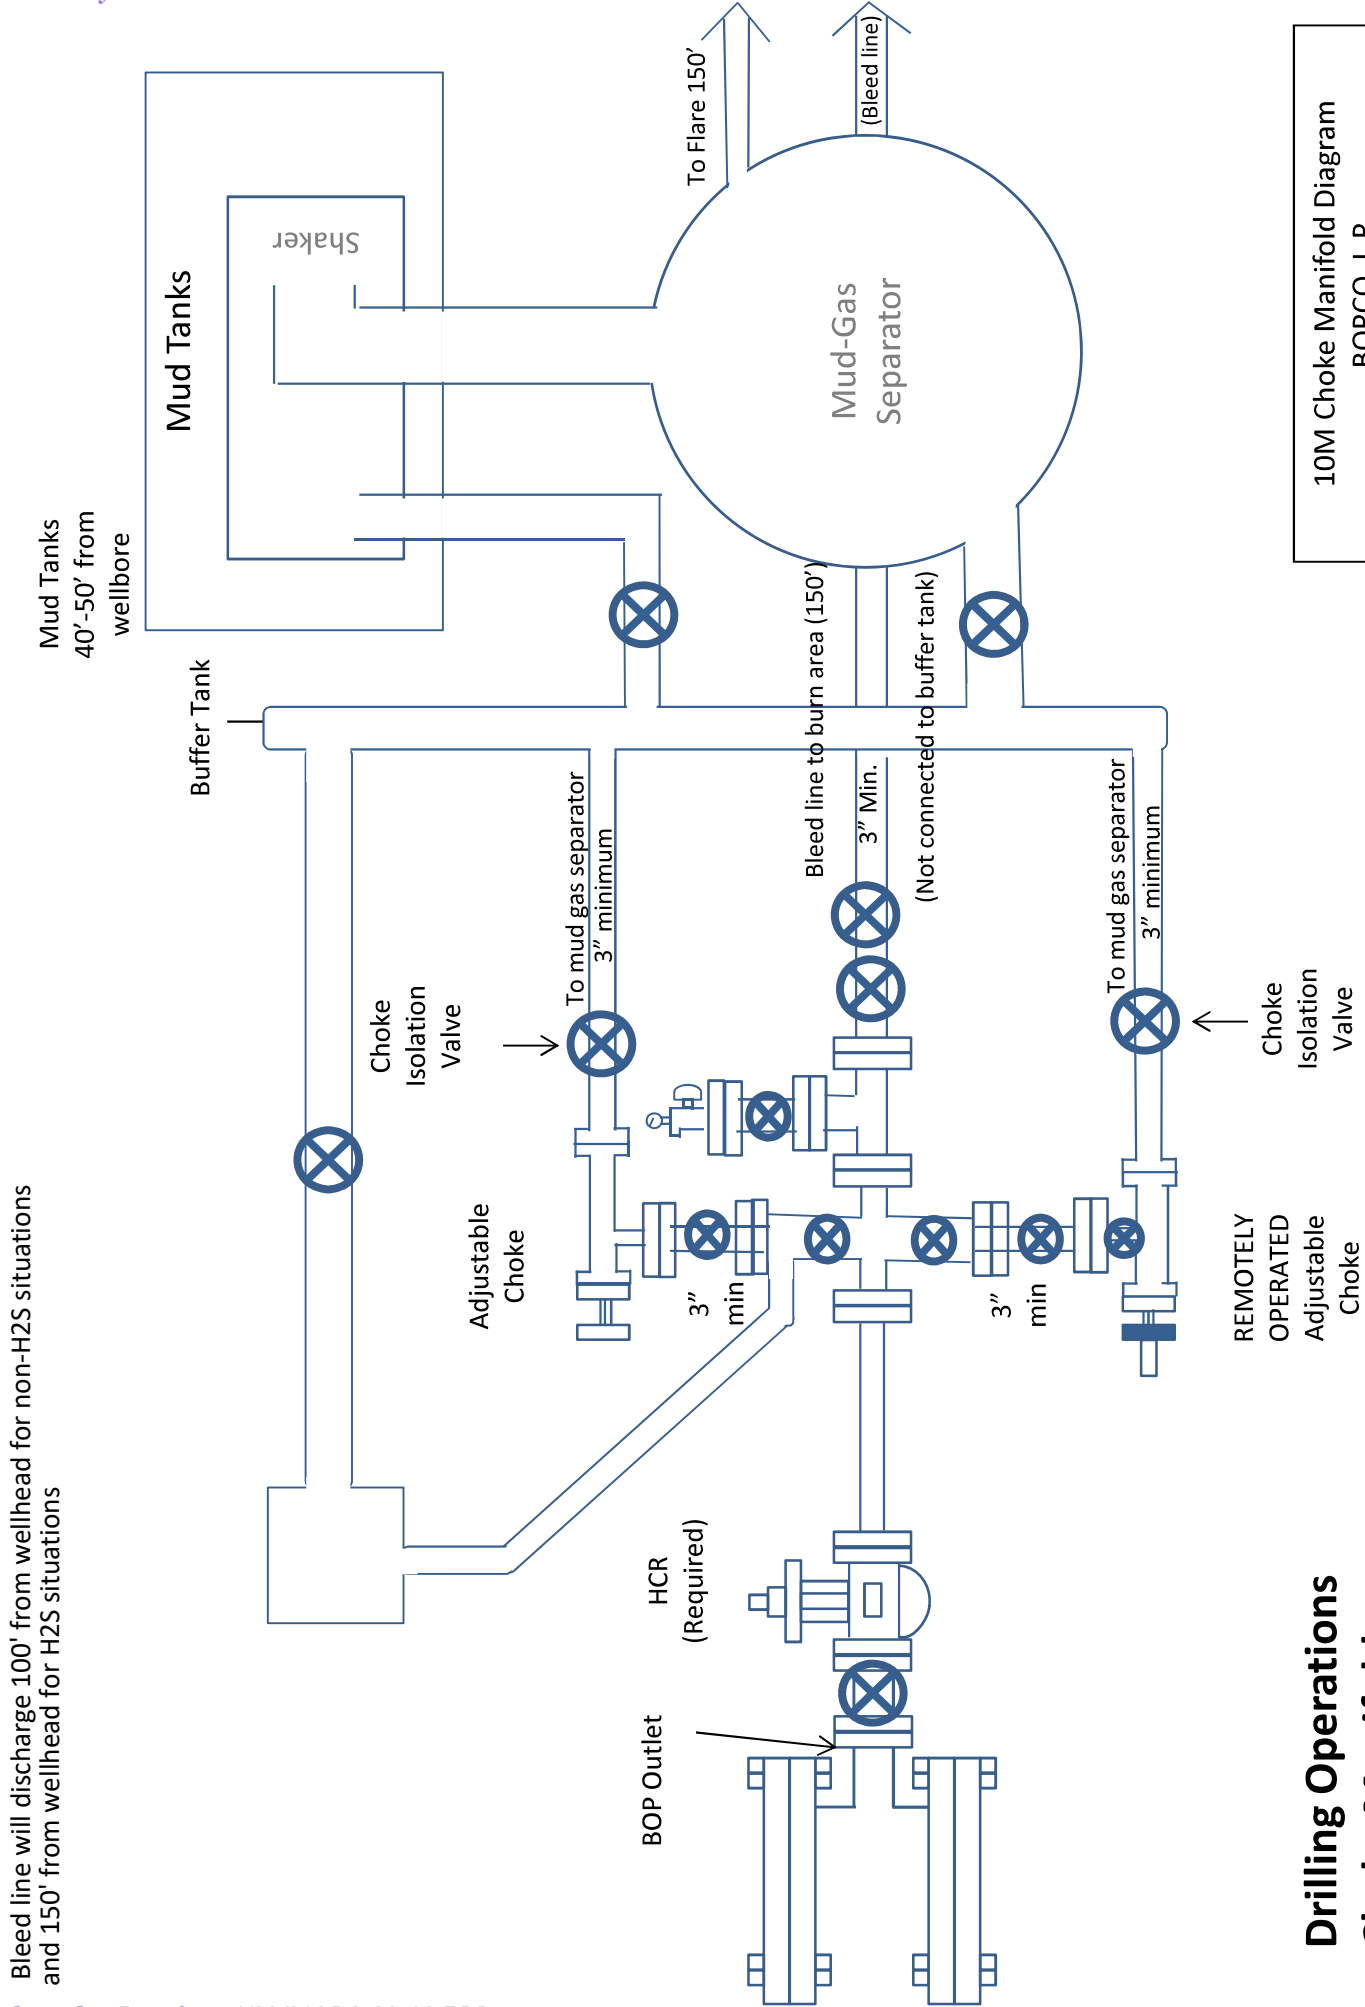 Bleed line will discharge 100' from wellhead for non-H2S situations
and 150' from wellhead for H2S situations
Mud Tanks
40’-50’ from
wellbore
Mud Tanks
Shaker
Buffer Tank
To Flare 150’
(Bleed line)
Mud-Gas
Separator
Choke
Isolation
Valve
To mud gas separator
3” minimum
Bleed line to burn area (150’)
3” Min.
(Not connected to buffer tank)
To mud gas separator
3” minimum
Choke
Isolation
Valve
Adjustable
Choke
3”
min
3”
min
REMOTELY
OPERATED
Adjustable
Choke
HCR
(Required)
BOP Outlet
10M Choke Manifold Diagram
BOPCO, L.P.
Drilling Operations